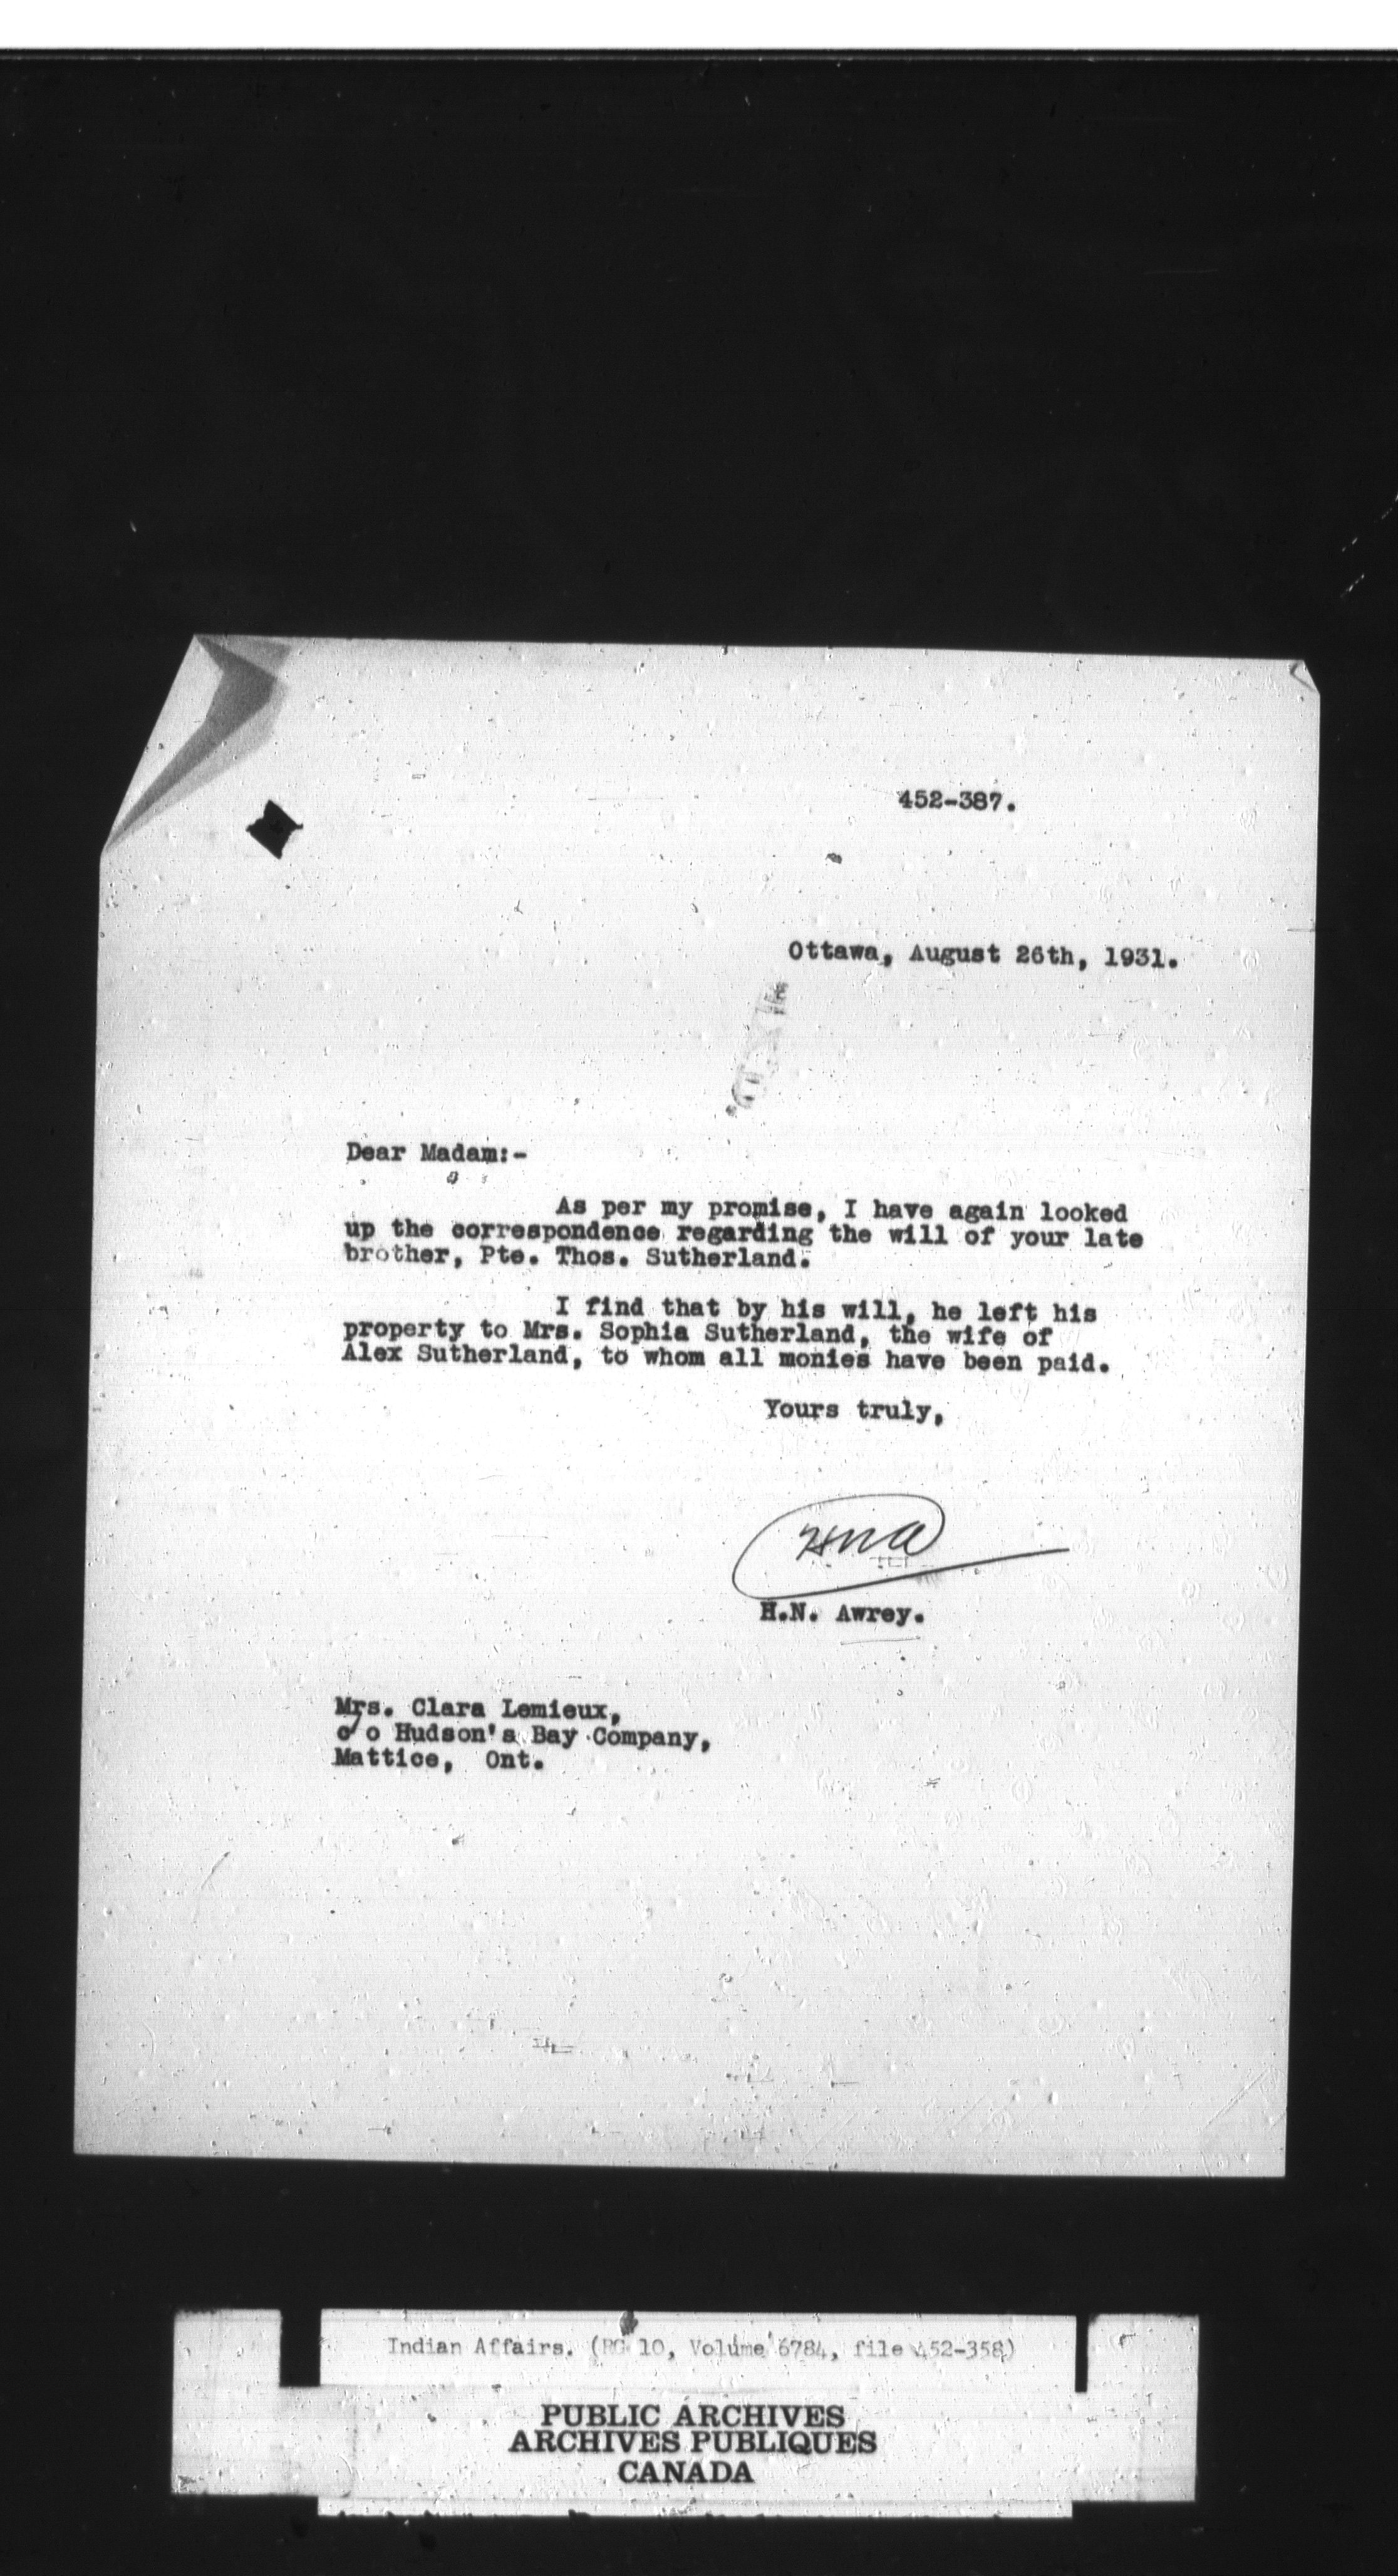 452-387.
Ottawa, August 26th, 1931.
Dear Madam:-
As per my promise, I have again looked
up the correspondence regarding the will of your late
brother, Pte. Thos. Sutherland.
I find that by his will, he left his
property to Mrs. Sophia Sutherland, the wife of
Alex Sutherland, to whom all monies have been paid.
Yours truly,
HNA
H.N. Awrey.
Mrs. Clara Lemieux,
c/o Hudson's Bay Company,
Mattice, Ont.
Indian Affairs. (RG 10, Volume 6784, file 452-358)
PUBLIC ARCHIVES
ARCHIVES PUBLIQUES
CANADA